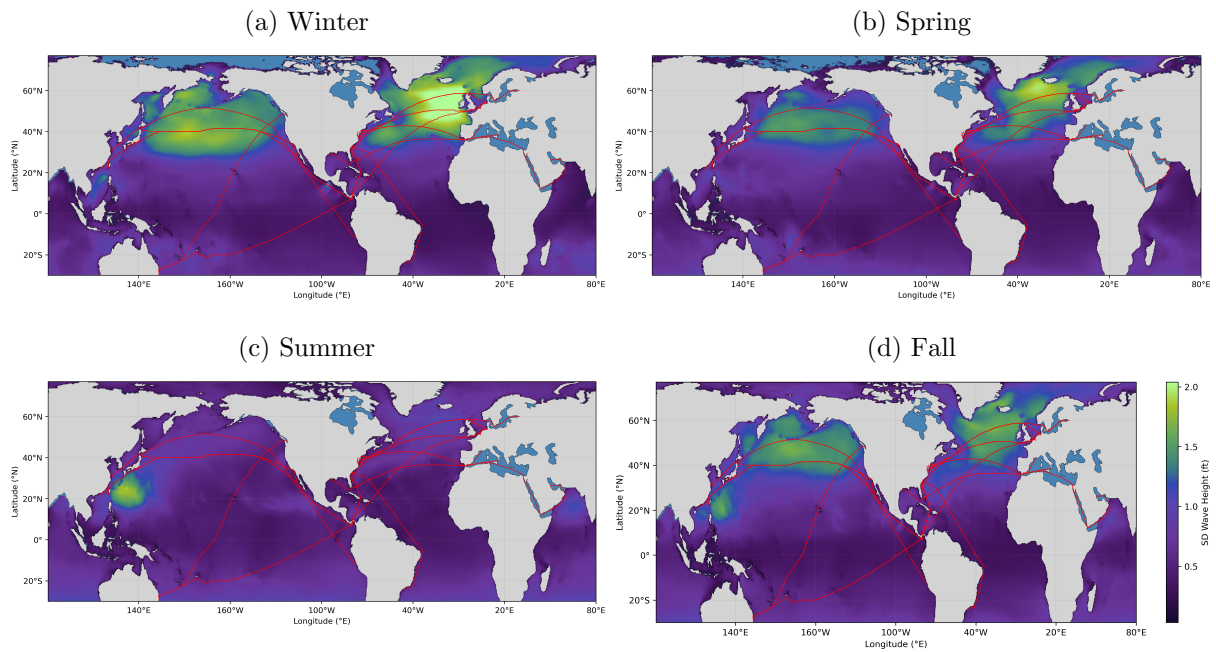 (a) Winter
(b) Spring
60°N
40°N
20°N
0°
20°S
Latitude (°N)
140°E 160°W 100°W 40°W 20°E 80°E
Longitude (°E)
60°N
40°N
20°N
0°
20°S
Latitude (°N)
140°E 160°W 100°W 40°W 20°E 80°E
Longitude (°E)
(c) Summer
(d) Fall
60°N
40°N
20°N
0°
20°S
Latitude (°N)
140°E 160°W 100°W 40°W 20°E 80°E
Longitude (°E)
60°N
40°N
20°N
0°
20°S
Latitude (°N)
140°E 160°W 100°W 40°W 20°E 80°E
Longitude (°E)
2.0
1.5
1.0
0.5
SD Wave Height (ft)